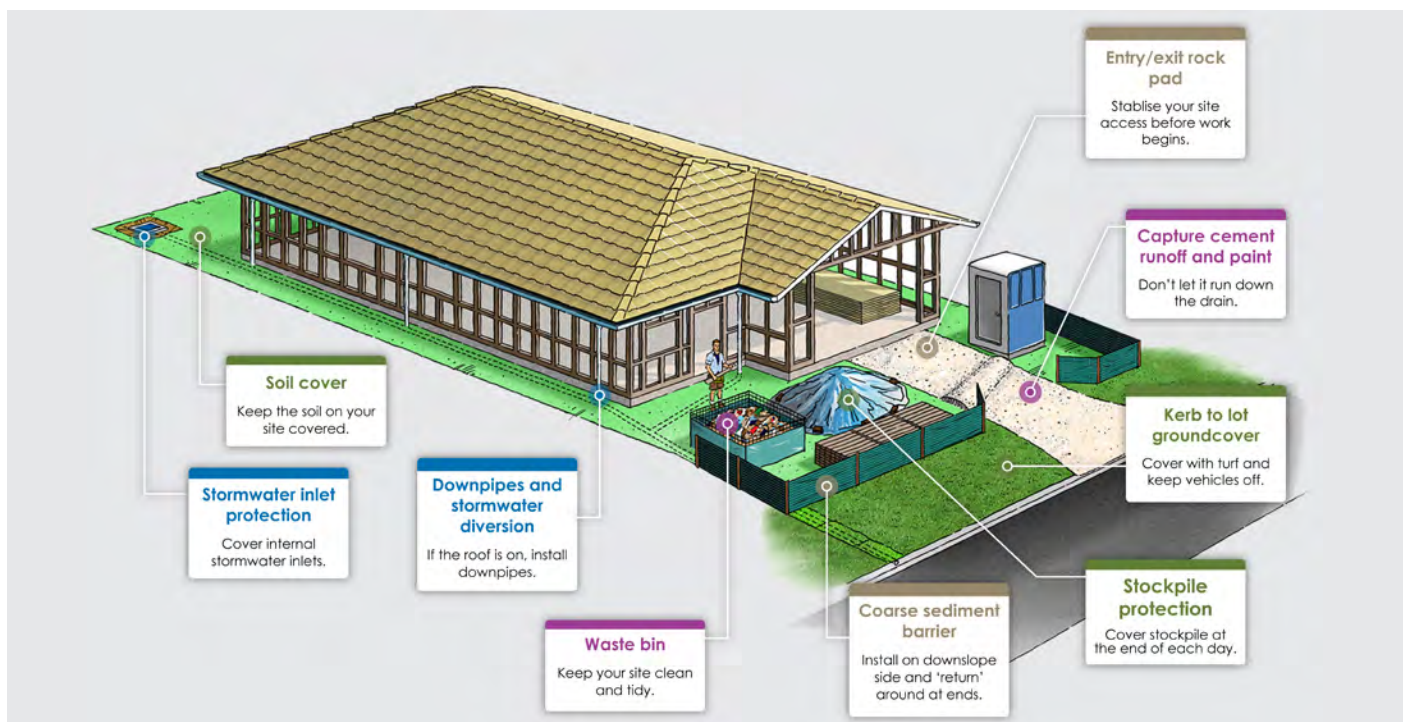 Entry/exit rock
pad
Stablise your site
access before work
begins.
Capture cement
runoff and paint
Don't let it run down
the drain.
Soil cover
Keep the soil on your
site covered.
Kerb to lot
groundcover
Cover with turf and
keep vehicles off.
Stormwater inlet
protection
Cover internal
stormwater inlets.
Downpipes and
stormwater
diversion
If the roof is on, install
downpipes.
Waste bin
Keep your site clean
and tidy.
Coarse sediment
barrier
Install on downslope
side and ‘return’
around at ends.
Stockpile
protection
Cover stockpile at
the end of each day.